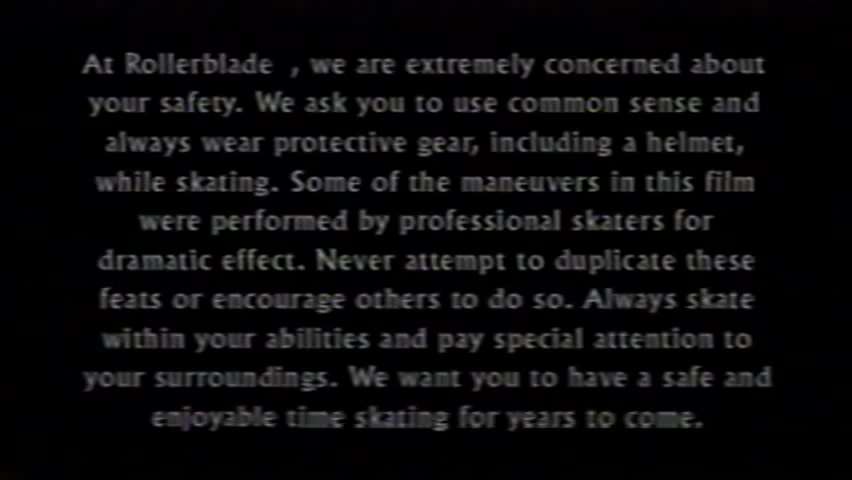 At Rollerblade , we are extremely concerned about
your safety. We ask you to use common sense and
always wear protective gear, including a helmet,
while skating. Some of the maneuvers in this film
were performed by professional skaters for
dramatic effect. Never attempt to duplicate these
feats or encourage others to do so. Always skate
within your abilities and pay special attention to
your surroundings. We want you to have a safe and
enjoyable time skating for years to come.